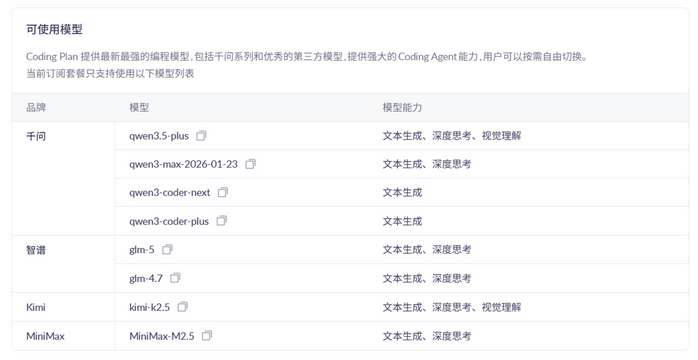 可使用模型
Coding Plan 提供最新最强的编程模型,包括千问系列和优秀的第三方模型,提供强大的 Coding Agent 能力,用户可以按需自由切换。
当前订阅套餐只支持使用以下模型列表
品牌 模型 模型能力
千问 qwen3.5-plus 文本生成、深度思考、视觉理解
qwen3-max-2026-01-23 文本生成、深度思考
qwen3-coder-next 文本生成
qwen3-coder-plus 文本生成
智谱 glm-5 文本生成、深度思考
glm-4.7 文本生成、深度思考
Kimi kimi-k2.5 文本生成、深度思考、视觉理解
MiniMax MiniMax-M2.5 文本生成、深度思考